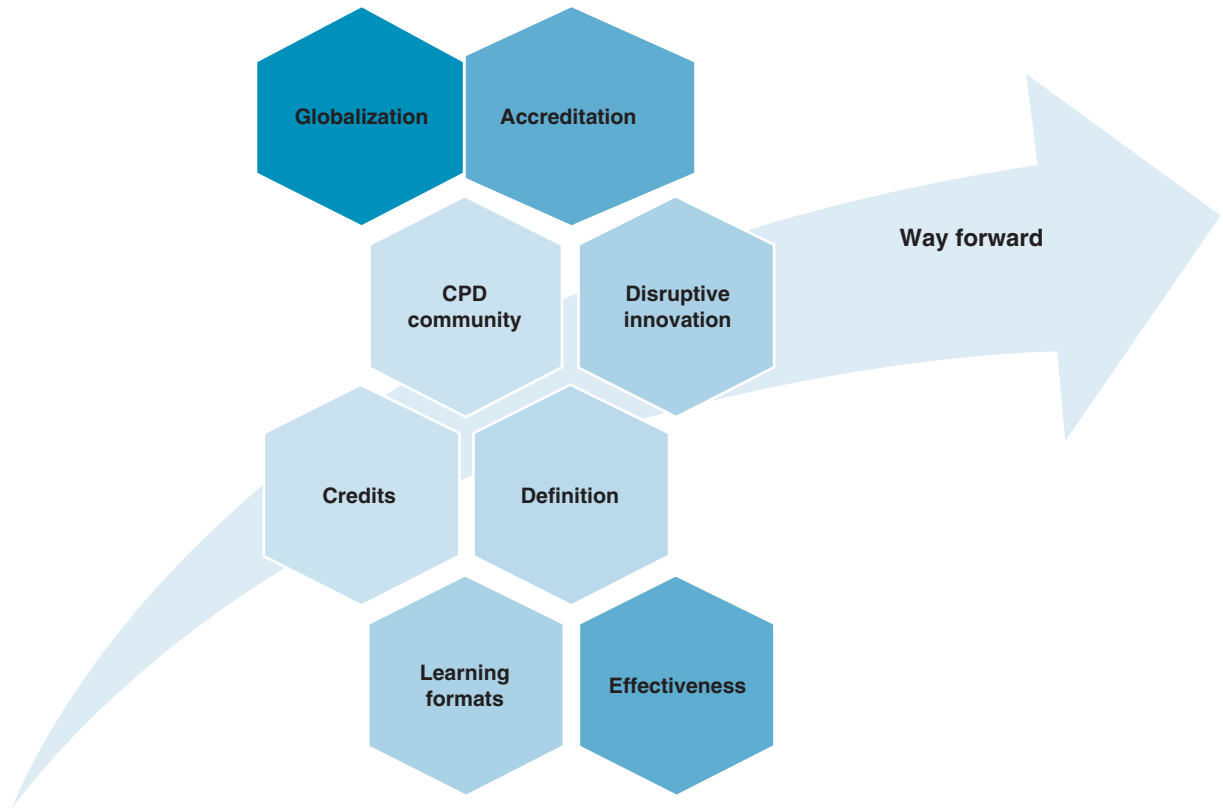 Globalization
Accreditation
Way forward
CPD
community
Disruptive
innovation
Credits
Definition
Learning
formats
Effectiveness